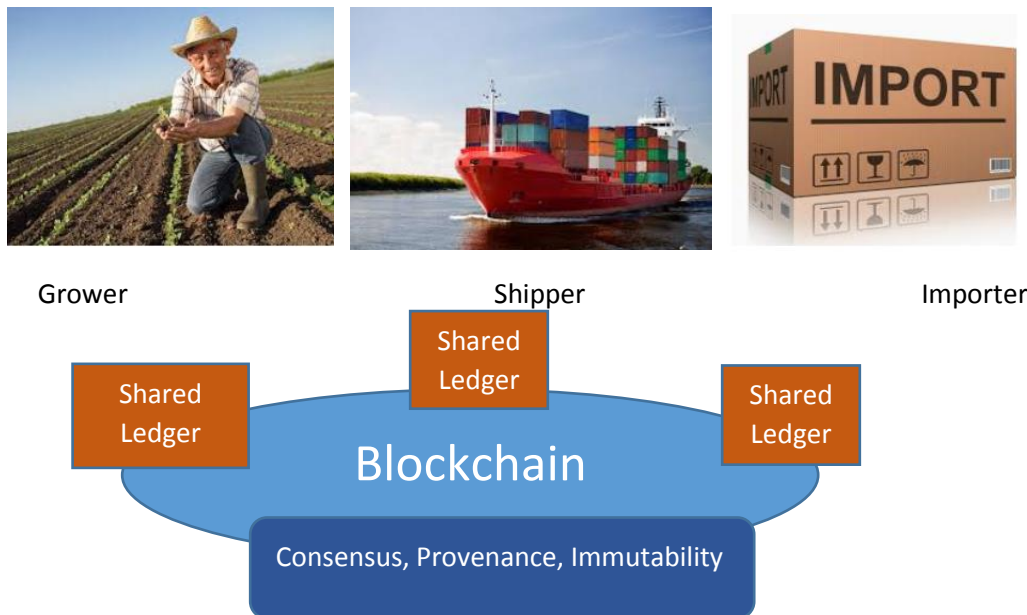 IMPORT
IMPORT
Grower
Shipper
Importer
Shared
Ledger
Shared
Ledger
Shared
Ledger
Blockchain
Consensus, Provenance, Immutability